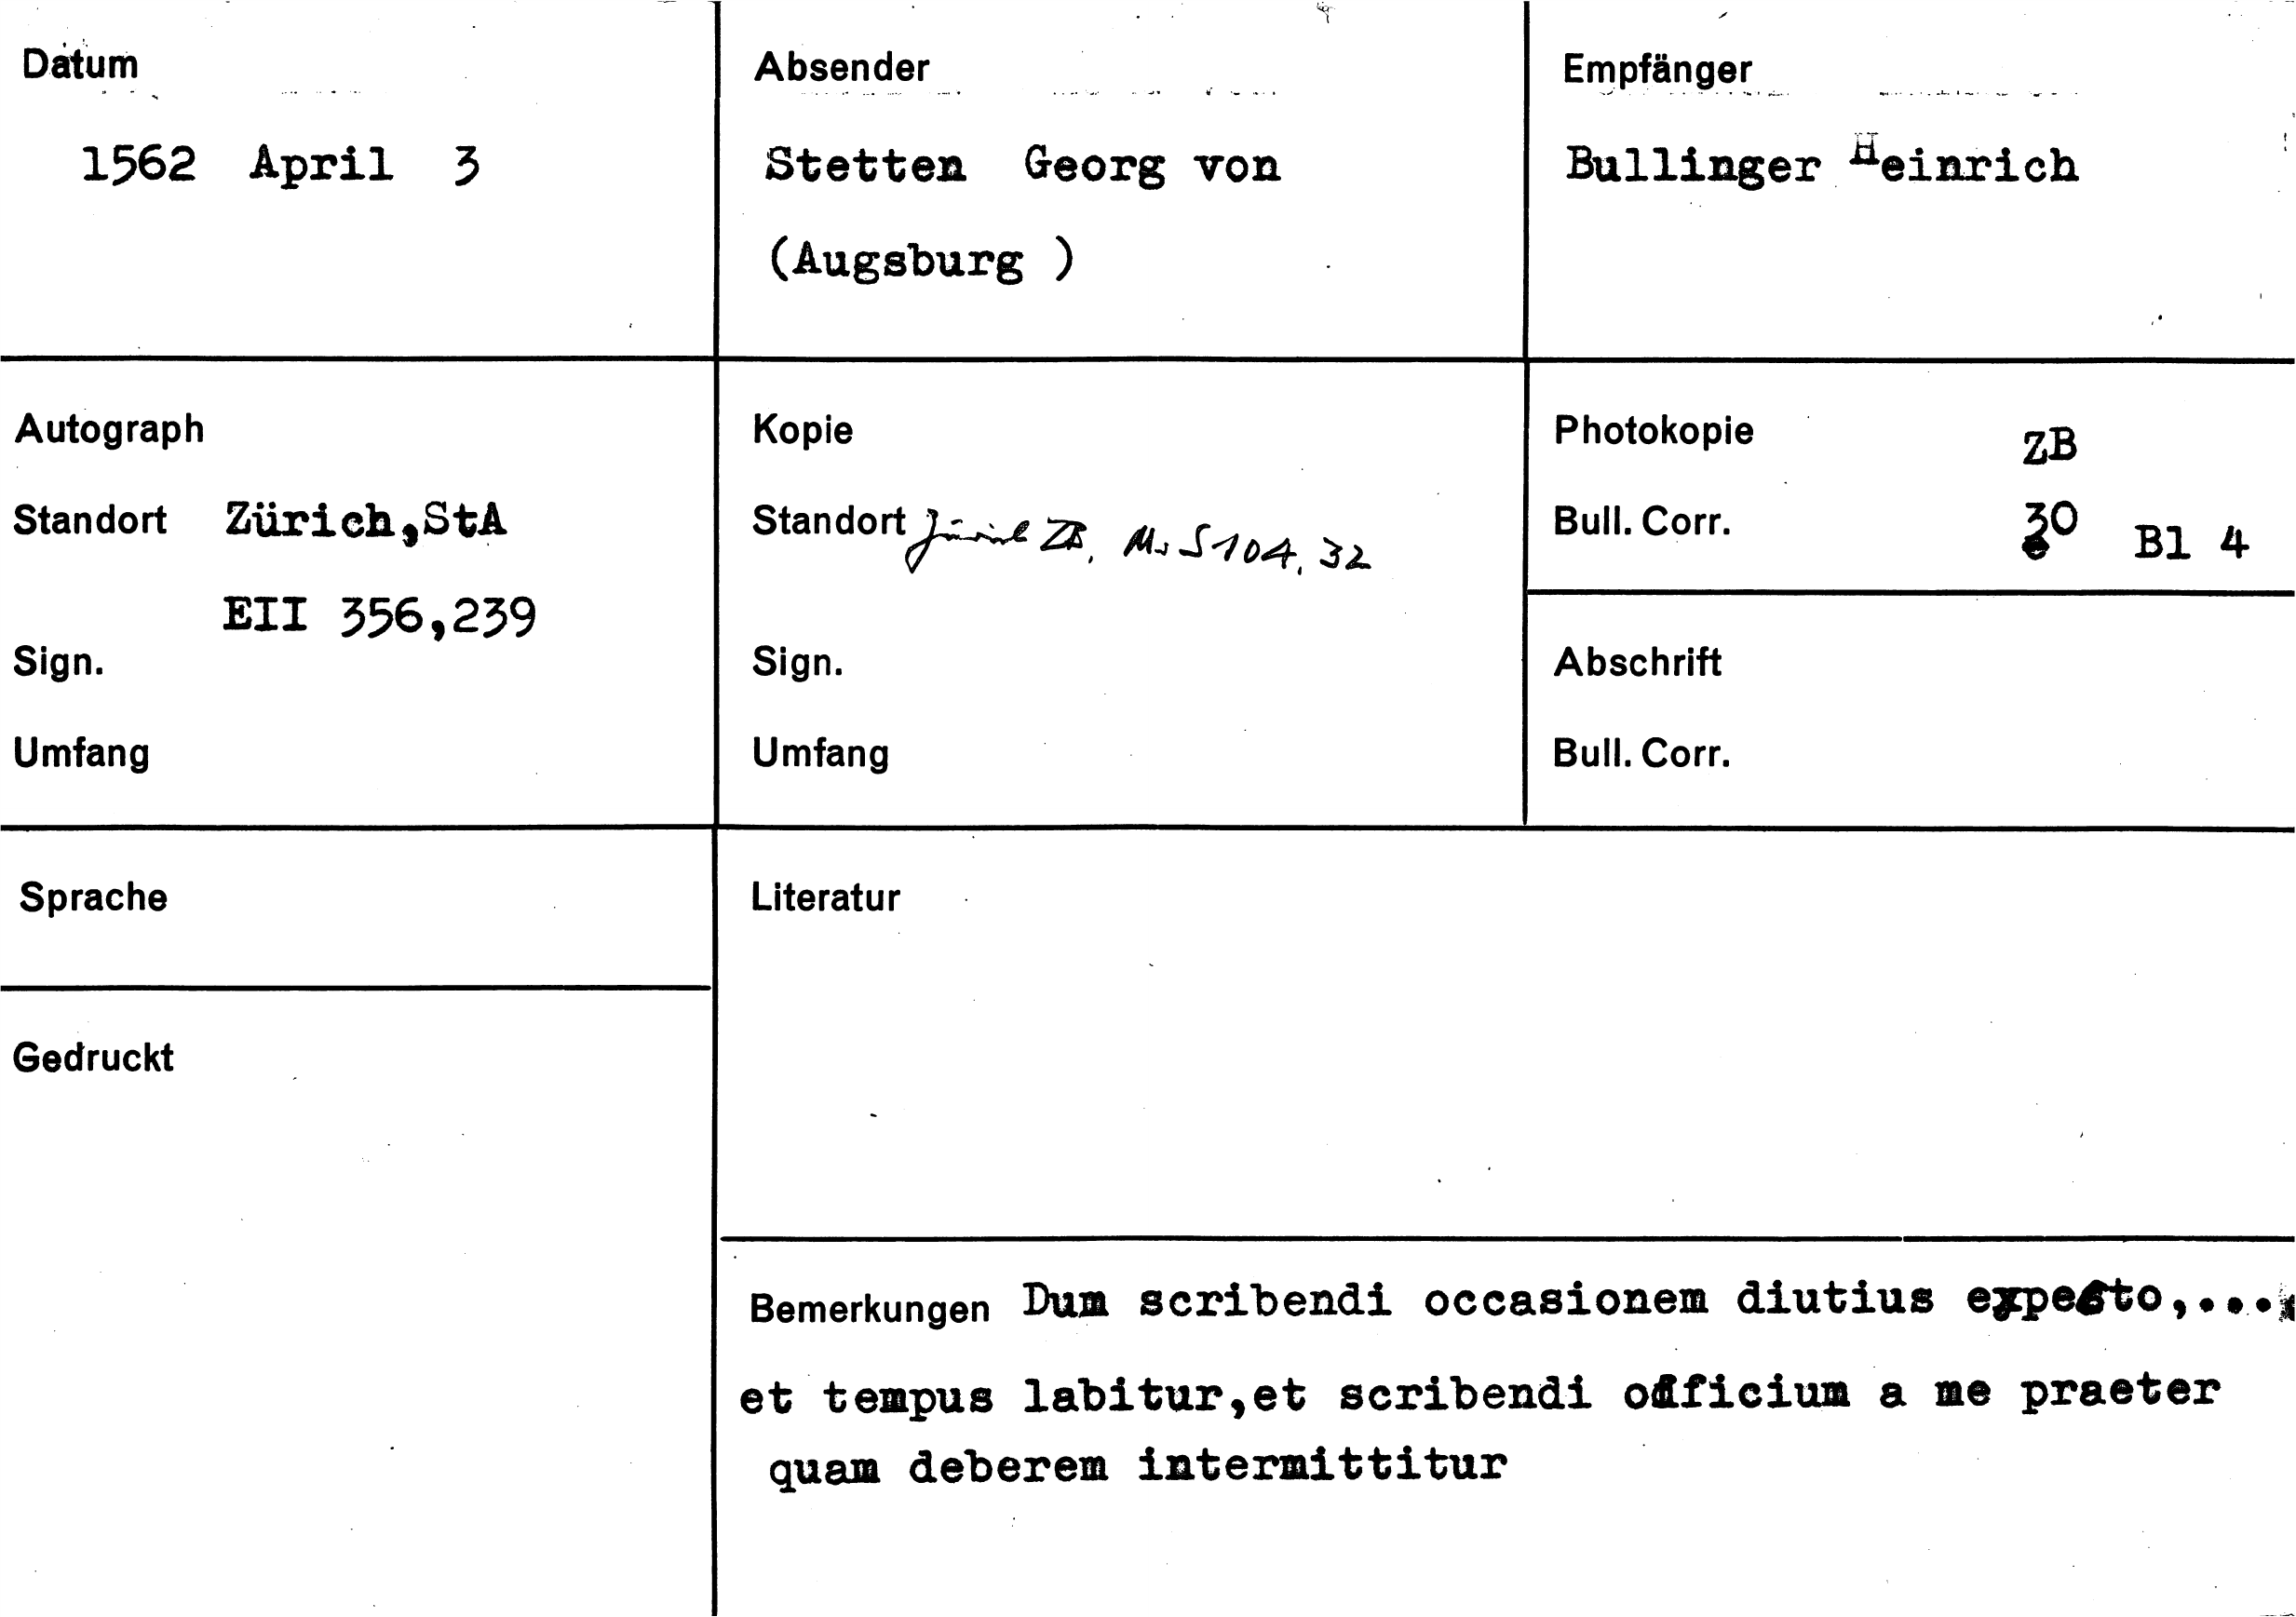 Datum
1562 April 3
Absender
Stetten Georg von
(Augsburg )
Empfänger
Bullinger Heinrich
Autograph
Standort Zürich,StA
EII 356,239
Sign.
Umfang
Kopie
Standort Zürich ZB, Ms S 104, 32
Sign.
Umfang
Photokopie ZB
Bull. Corr. 30 Bl 4
Abschrift
Bull. Corr.
Sprache
Gedruckt
Literatur
Bemerkungen Dum scribendi occasionem diutius expecto,...
et tempus labitur,et scribendi officium a me praeter
quam deberem intermittitur